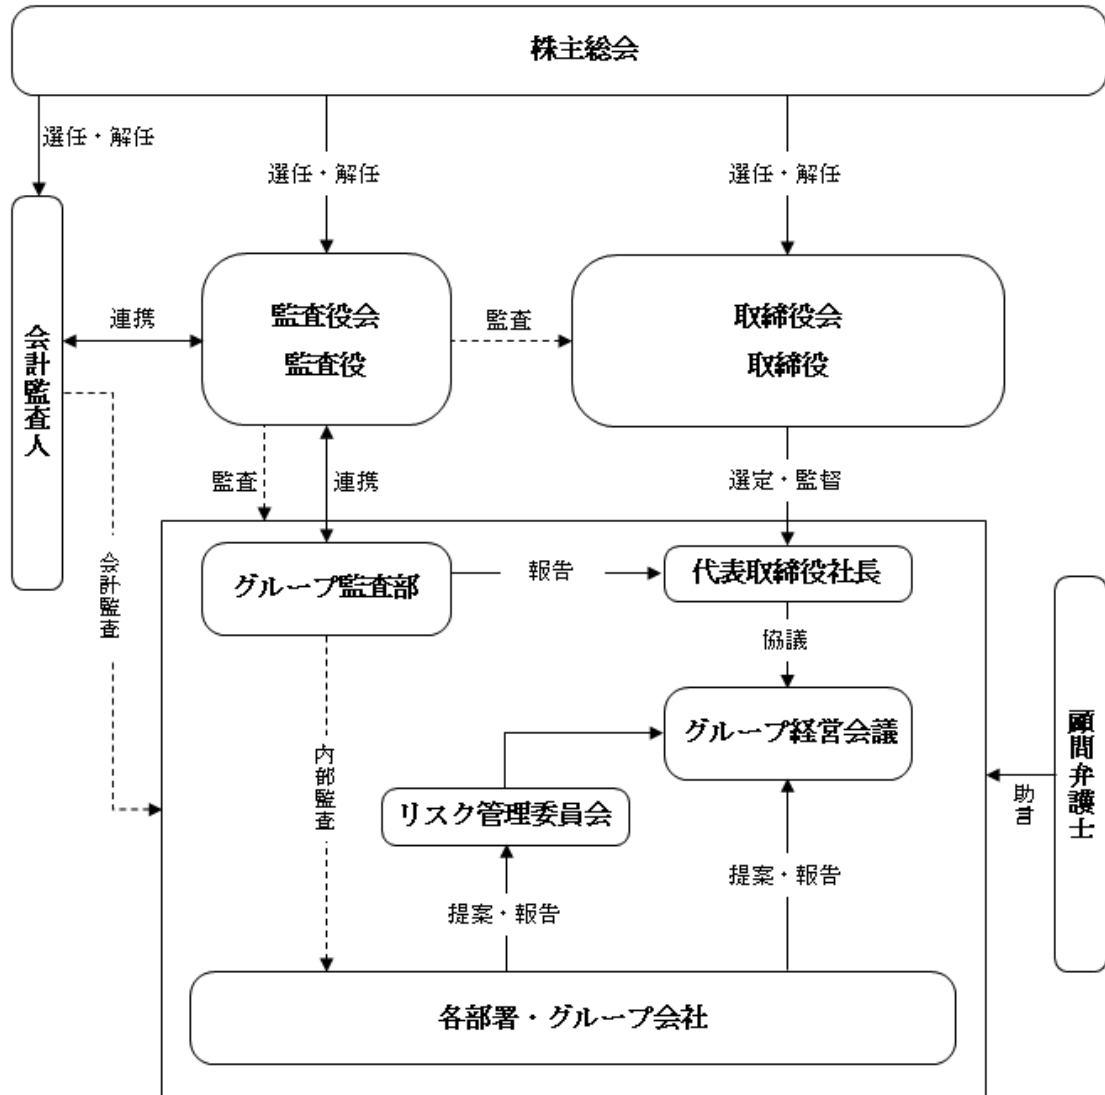 株主総会
選任・解任
選任・解任
選任・解任
会計監査人
連携
監査役会
監査役
監査
取締役会
取締役
監査
連携
選定・監督
会計監査
グループ監査部
報告
代表取締役社長
協議
グループ経営会議
内部監査
リスク管理委員会
顧問弁護士
助言
提案・報告
提案・報告
各部署・グループ会社